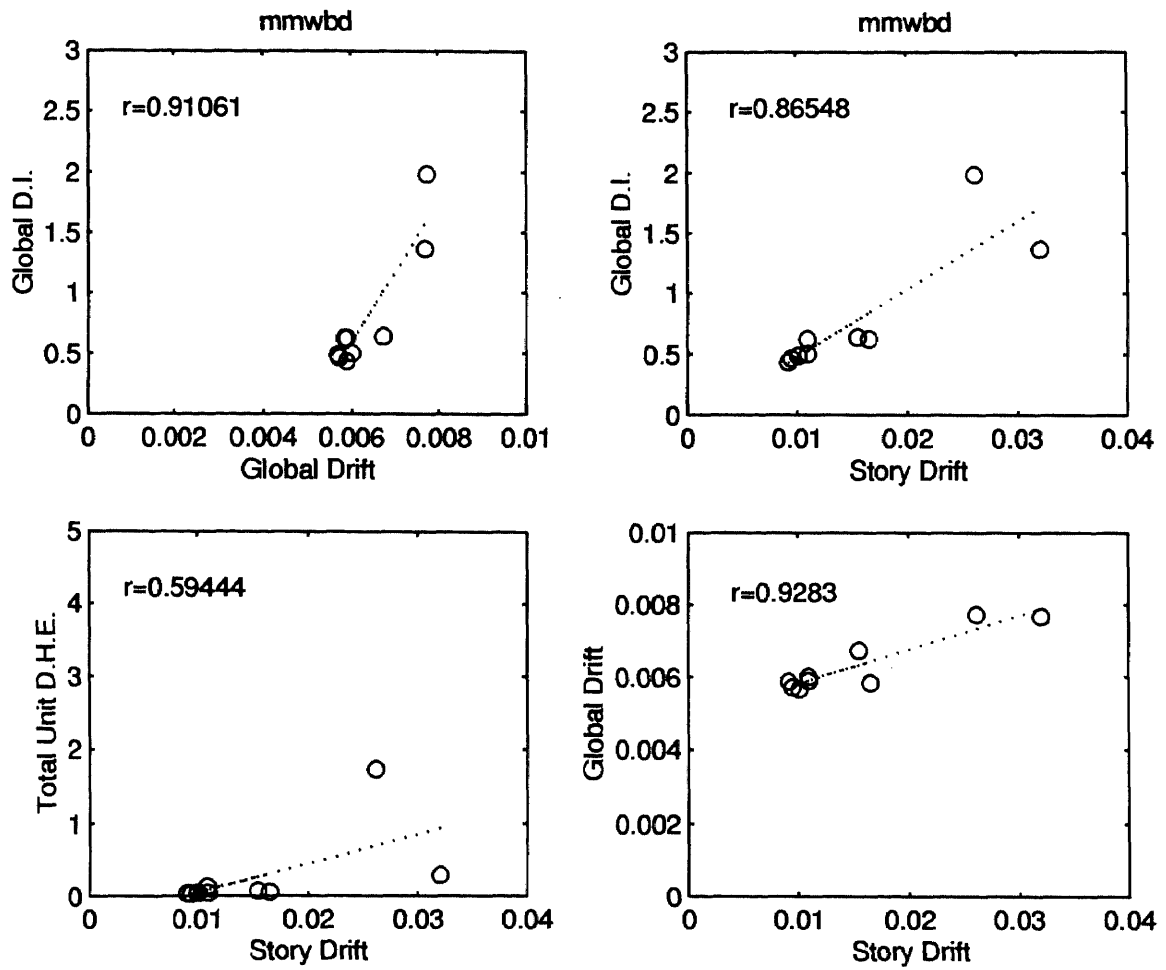 mmwbd
3
2.5
2
1.5
1
0.5
0
r=0.91061
Global D.I.
0 0.002 0.004 0.006 0.008 0.01
Global Drift
mmwbd
3
2.5
2
1.5
1
0.5
0
r=0.86548
Global D.I.
0 0.01 0.02 0.03 0.04
Story Drift
5
4
3
2
1
0
r=0.59444
Total Unit D.H.E.
0 0.01 0.02 0.03 0.04
Story Drift
0.01
0.008
0.006
0.004
0.002
0
r=0.9283
Global Drift
0 0.01 0.02 0.03 0.04
Story Drift